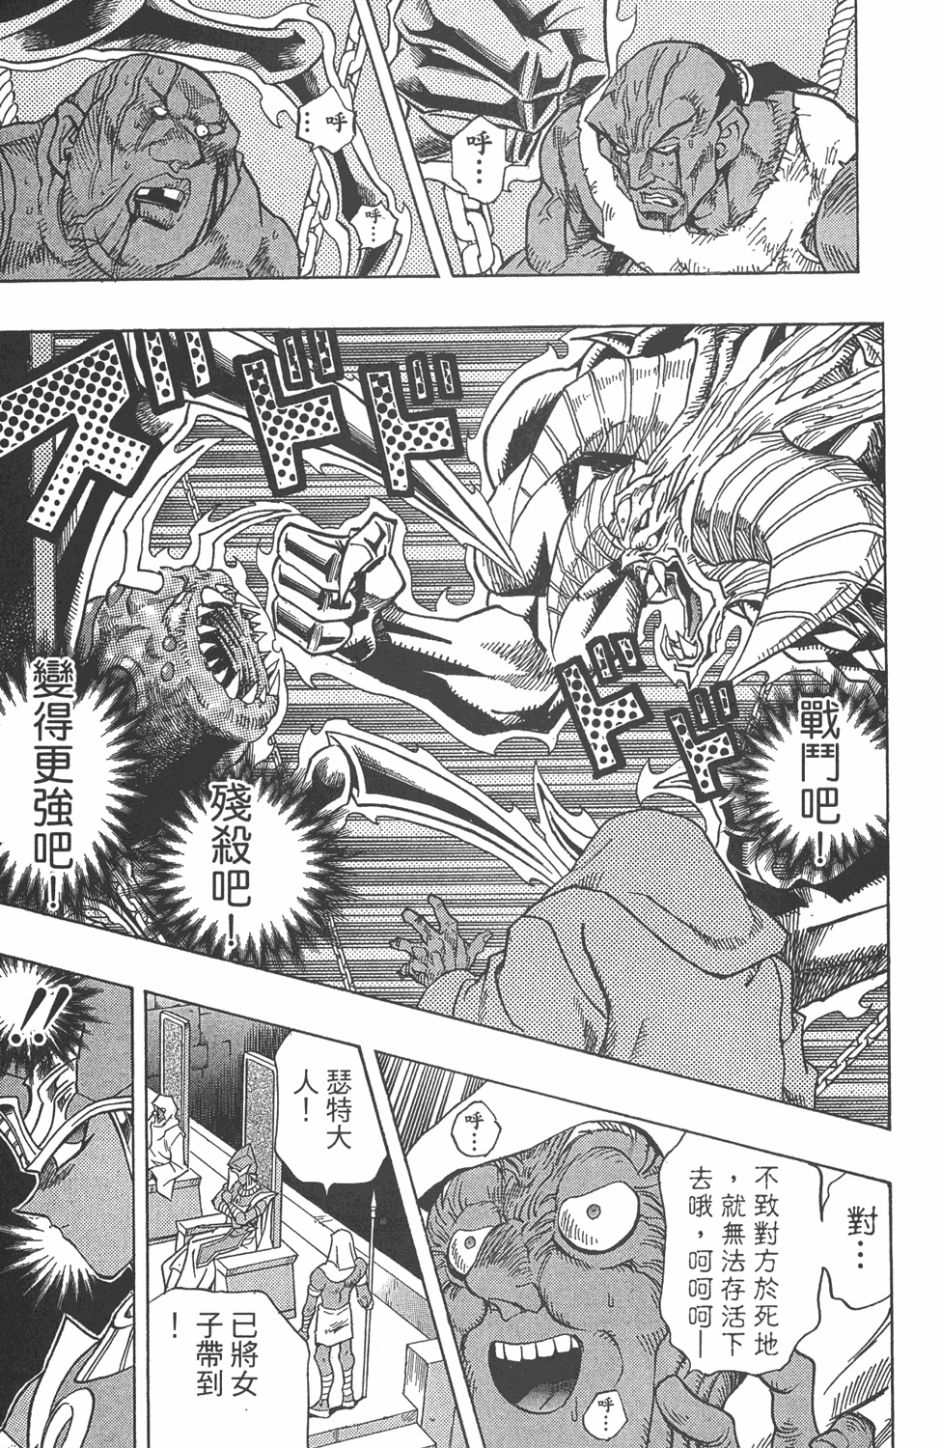 呼…
呼…
呼…
ドド
戰鬥吧！
ドドズ
殘殺吧！
變得更強吧！
對…
不致對方於死地
，就無法存活下
去哦，呵呵呵—
呼…
呼…
瑟特大
人！
已將女
子帶到
！
!!